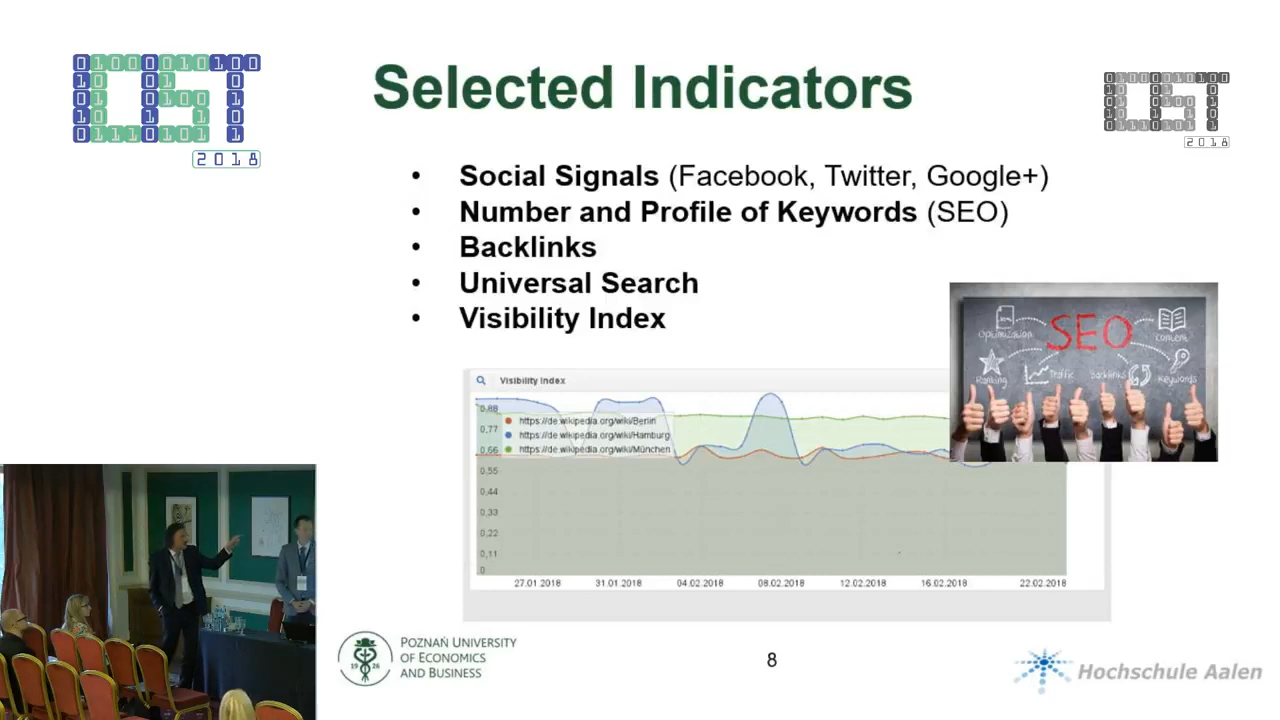 Selected Indicators
2018
2018
• Social Signals (Facebook, Twitter, Google+)
• Number and Profile of Keywords (SEO)
• Backlinks
• Universal Search
• Visibility Index
SEO
Optimization
Content
Ranking
Traffic
Backlinks
Keywords
Visibility Index
0,88
0,77
0,66
0,55
0,44
0,33
0,22
0,11
0
https://de.wikipedia.org/wiki/Berlin
https://de.wikipedia.org/wiki/Hamburg
https://de.wikipedia.org/wiki/München
27.01.2018 31.01.2018 04.02.2018 08.02.2018 12.02.2018 16.02.2018 22.02.2018
19 26
POZNAŃ UNIVERSITY
OF ECONOMICS
AND BUSINESS
8
Hochschule Aalen